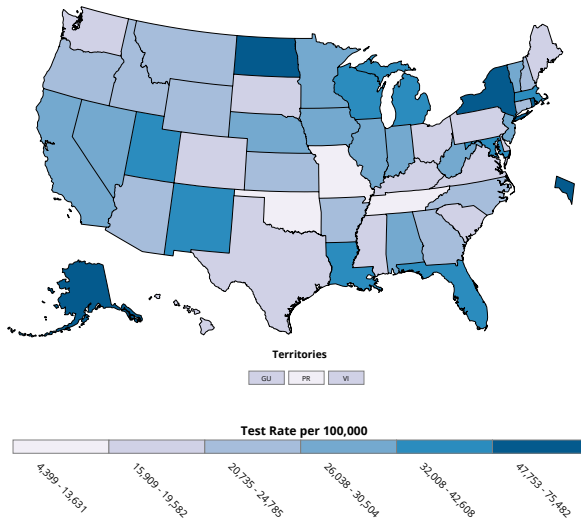 Territories
GU PR VI
Test Rate per 100,000
4,399 - 13,631
15,909 - 19,582
20,735 - 24,785
26,038 - 30,504
32,008 - 42,608
47,753 - 75,482